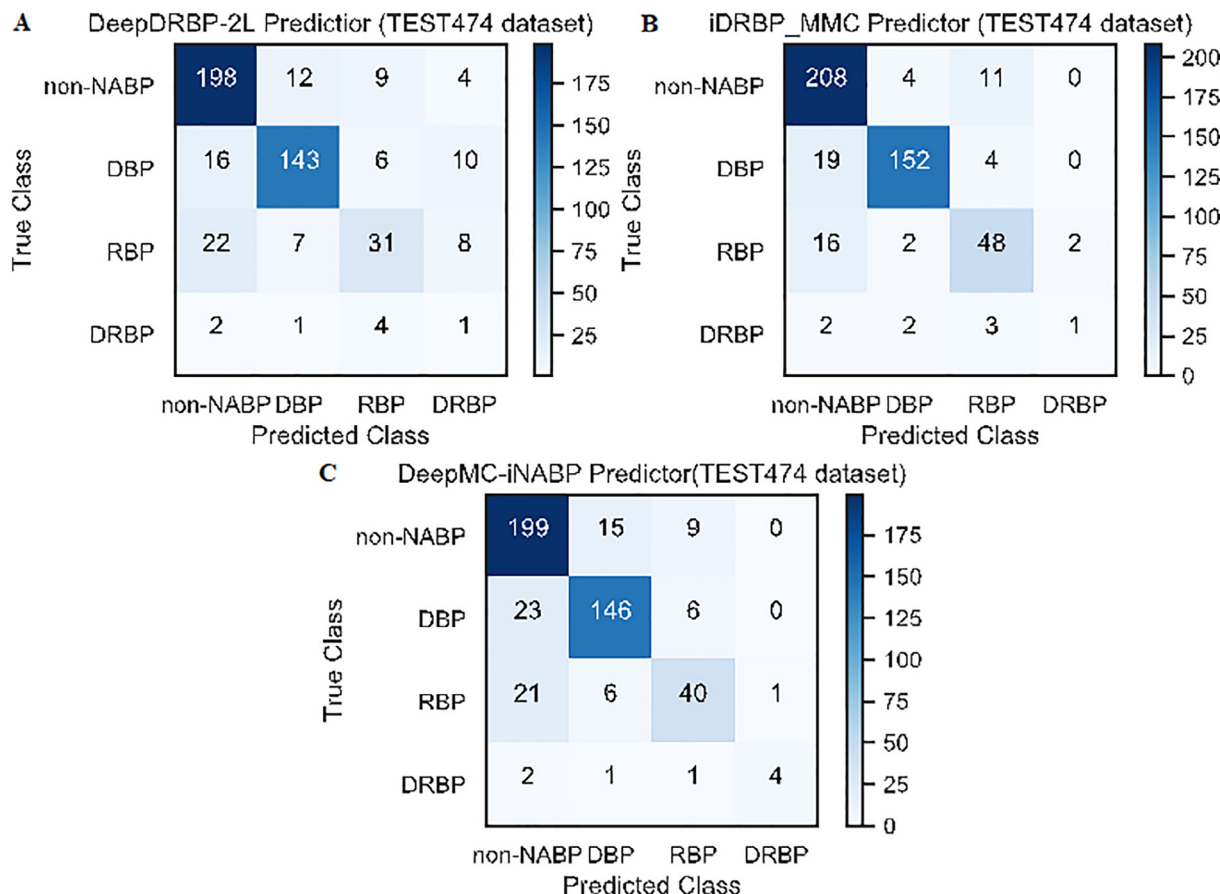 A DeepDRBP-2L Predictior (TEST474 dataset)
non-NABP 198 12 9 4
DBP 16 143 6 10
RBP 22 7 31 8
DRBP 2 1 4 1
non-NABP DBP RBP DRBP
Predicted Class
True Class
175
150
125
100
75
50
25
B iDRBP_MMC Predictor (TEST474 dataset)
non-NABP 208 4 11 0
DBP 19 152 4 0
RBP 16 2 48 2
DRBP 2 2 3 1
non-NABP DBP RBP DRBP
Predicted Class
True Class
200
175
150
125
100
75
50
25
0
C DeepMC-iNABP Predictor(TEST474 dataset)
non-NABP 199 15 9 0
DBP 23 146 6 0
RBP 21 6 40 1
DRBP 2 1 1 4
non-NABP DBP RBP DRBP
Predicted Class
True Class
175
150
125
100
75
50
25
0